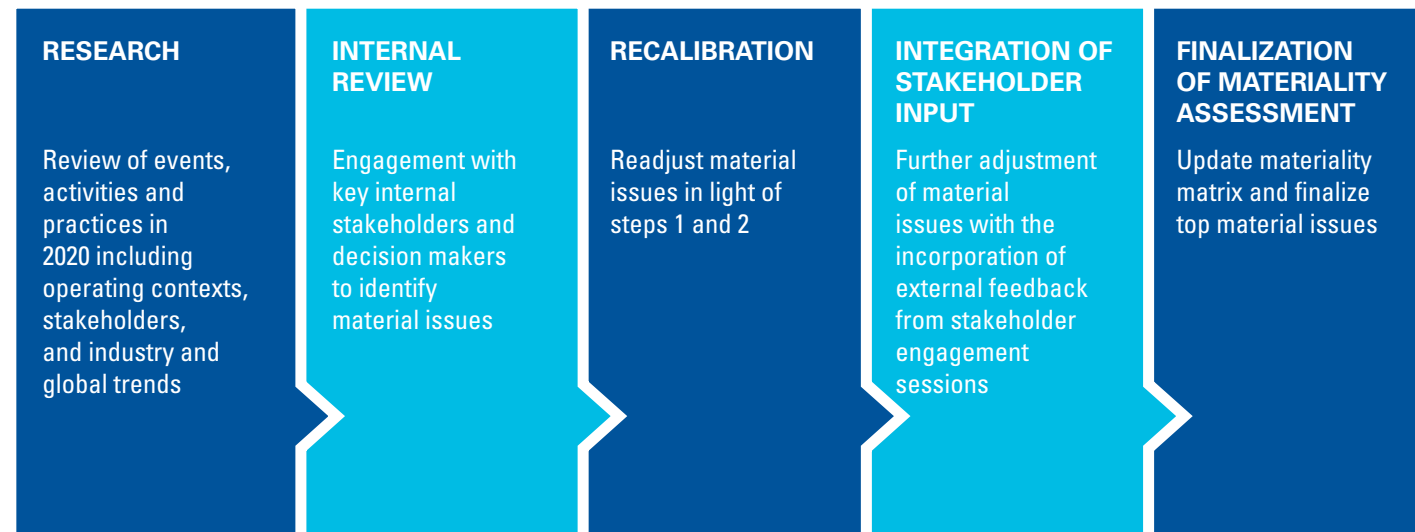 RESEARCH
Review of events,
activities and
practices in
2020 including
operating contexts,
stakeholders,
and industry and
global trends
INTERNAL
REVIEW
Engagement with
key internal
stakeholders and
decision makers
to identify
material issues
RECALIBRATION
Readjust material
issues in light of
steps 1 and 2
INTEGRATION OF
STAKEHOLDER
INPUT
Further adjustment
of material
issues with the
incorporation of
external feedback
from stakeholder
engagement
sessions
FINALIZATION
OF MATERIALITY
ASSESSMENT
Update materiality
matrix and finalize
top material issues